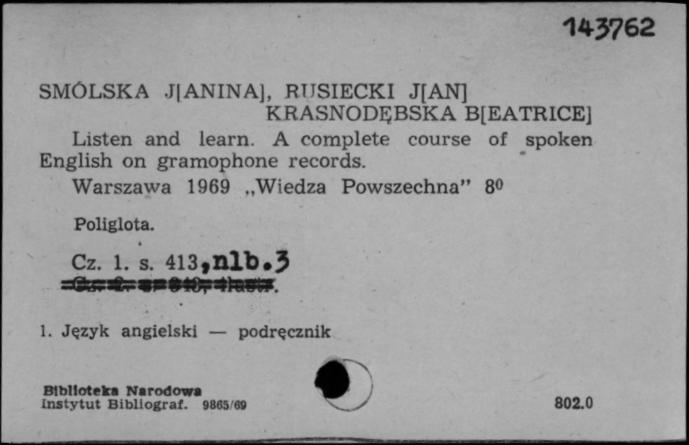 143762
SMÓLSKA J[ANINA], RUSIECKI J[AN]
KRASNODĘBSKA B[EATRICE]
Listen and learn. A complete course of spoken
English on gramophone records.
Warszawa 1969 „Wiedza Powszechna" 8⁰
Poliglota.
Cz. 1. s. 413, nlb. 3
1. Język angielski — podręcznik
Biblioteka Narodowa
Instytut Bibliograf. 9865/69
802.0